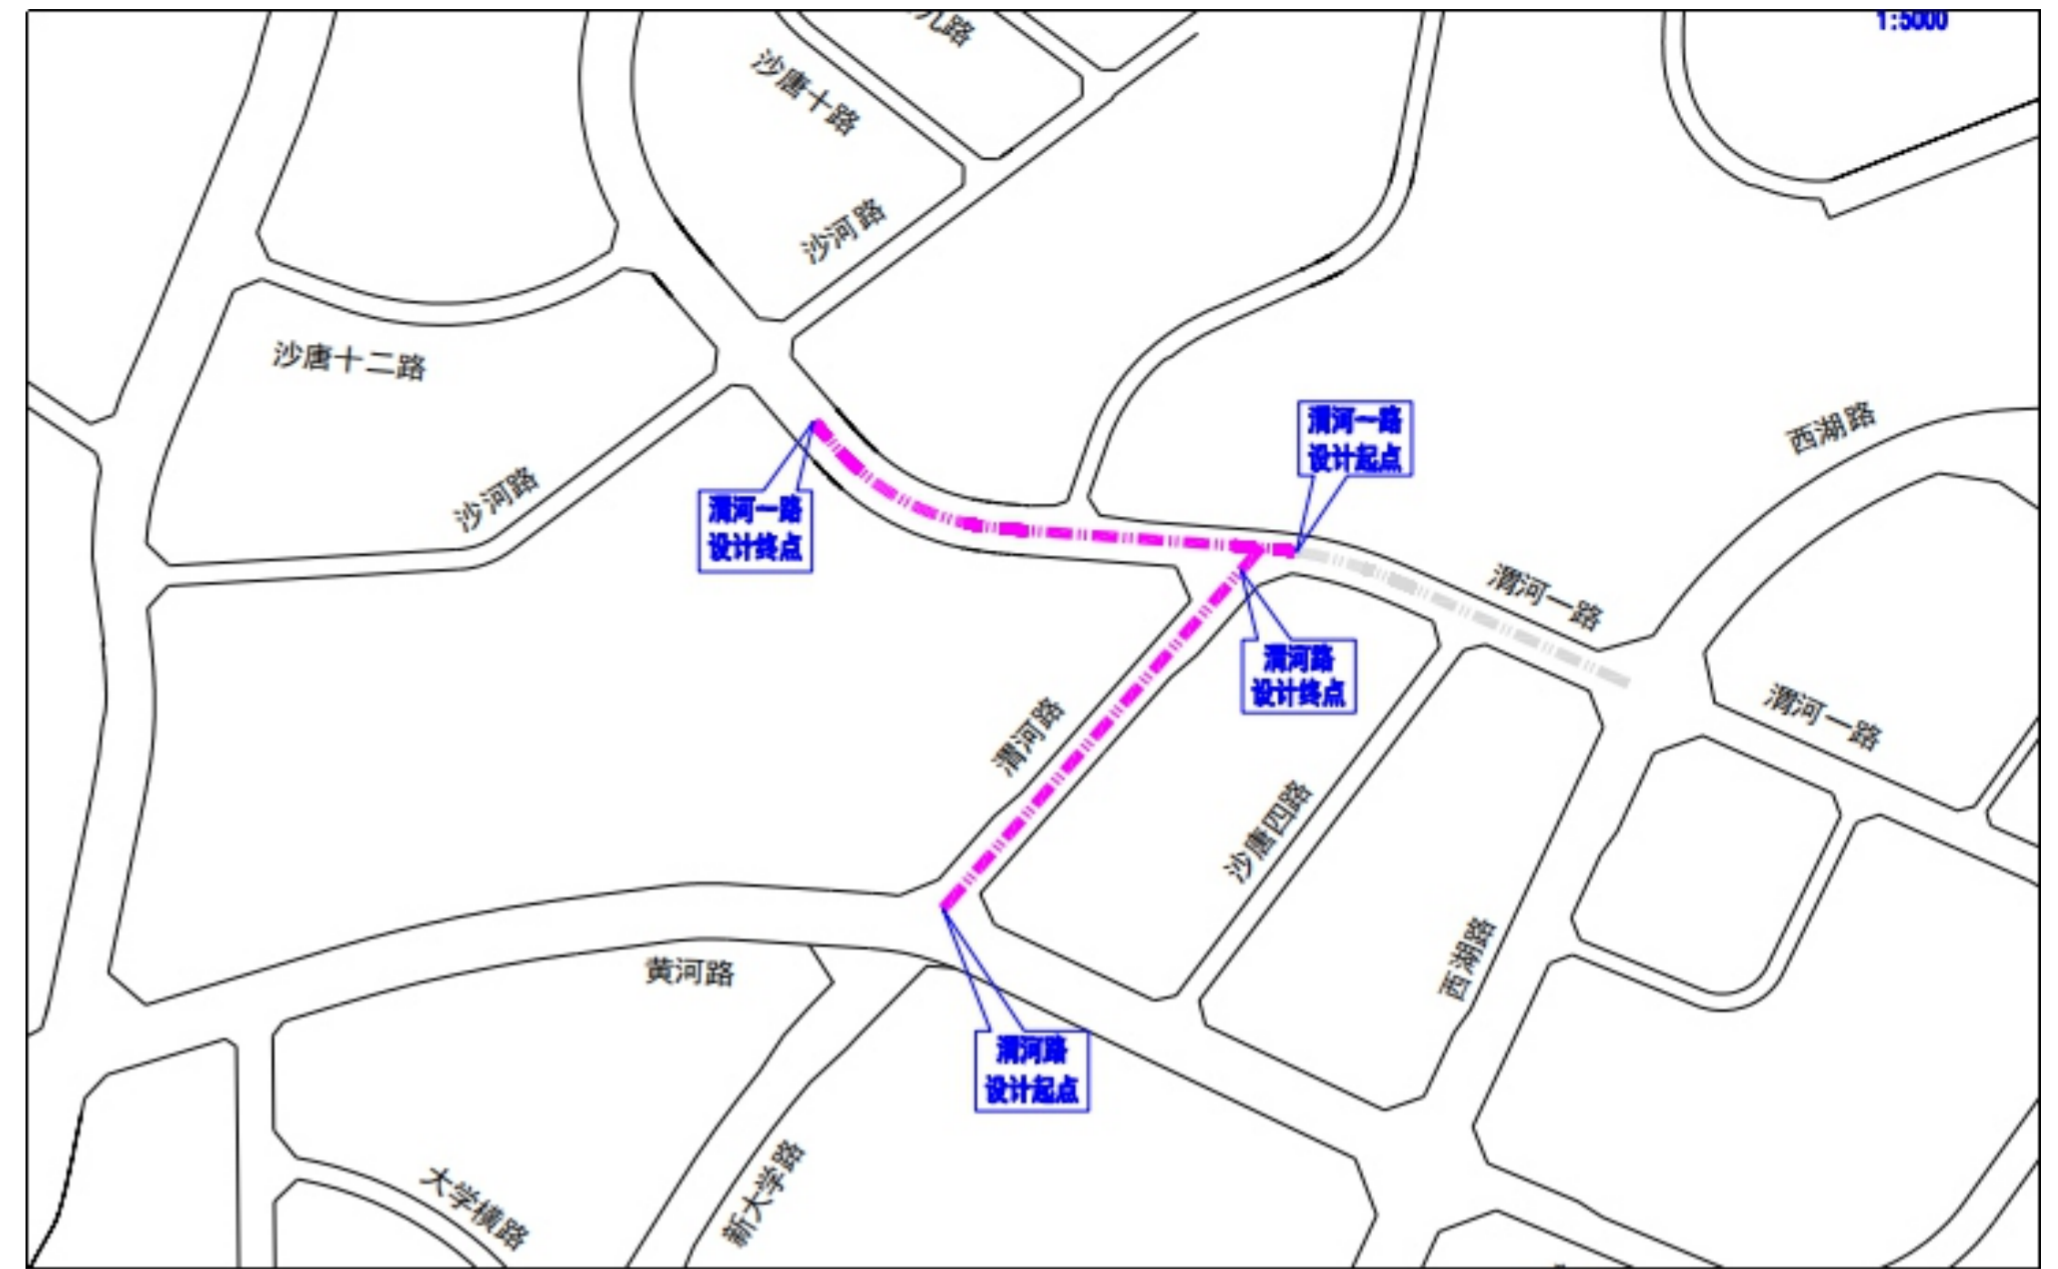 1:5000
九路
沙唐十路
沙河路
沙唐十二路
渭河一路
设计起点
西湖路
沙河路
渭河一路
设计终点
渭河一路
渭河路
设计终点
渭河一路
渭河路
沙唐四路
西湖路
黄河路
渭河路
设计起点
新大学路
大学横路